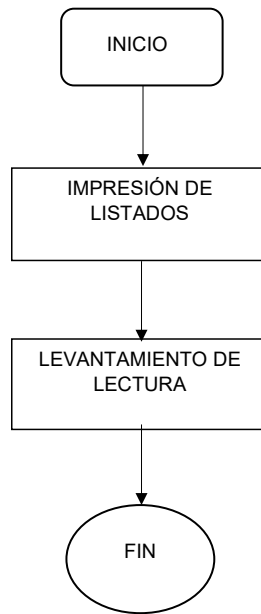 INICIO
IMPRESIÓN DE
LISTADOS
LEVANTAMIENTO DE
LECTURA
FIN